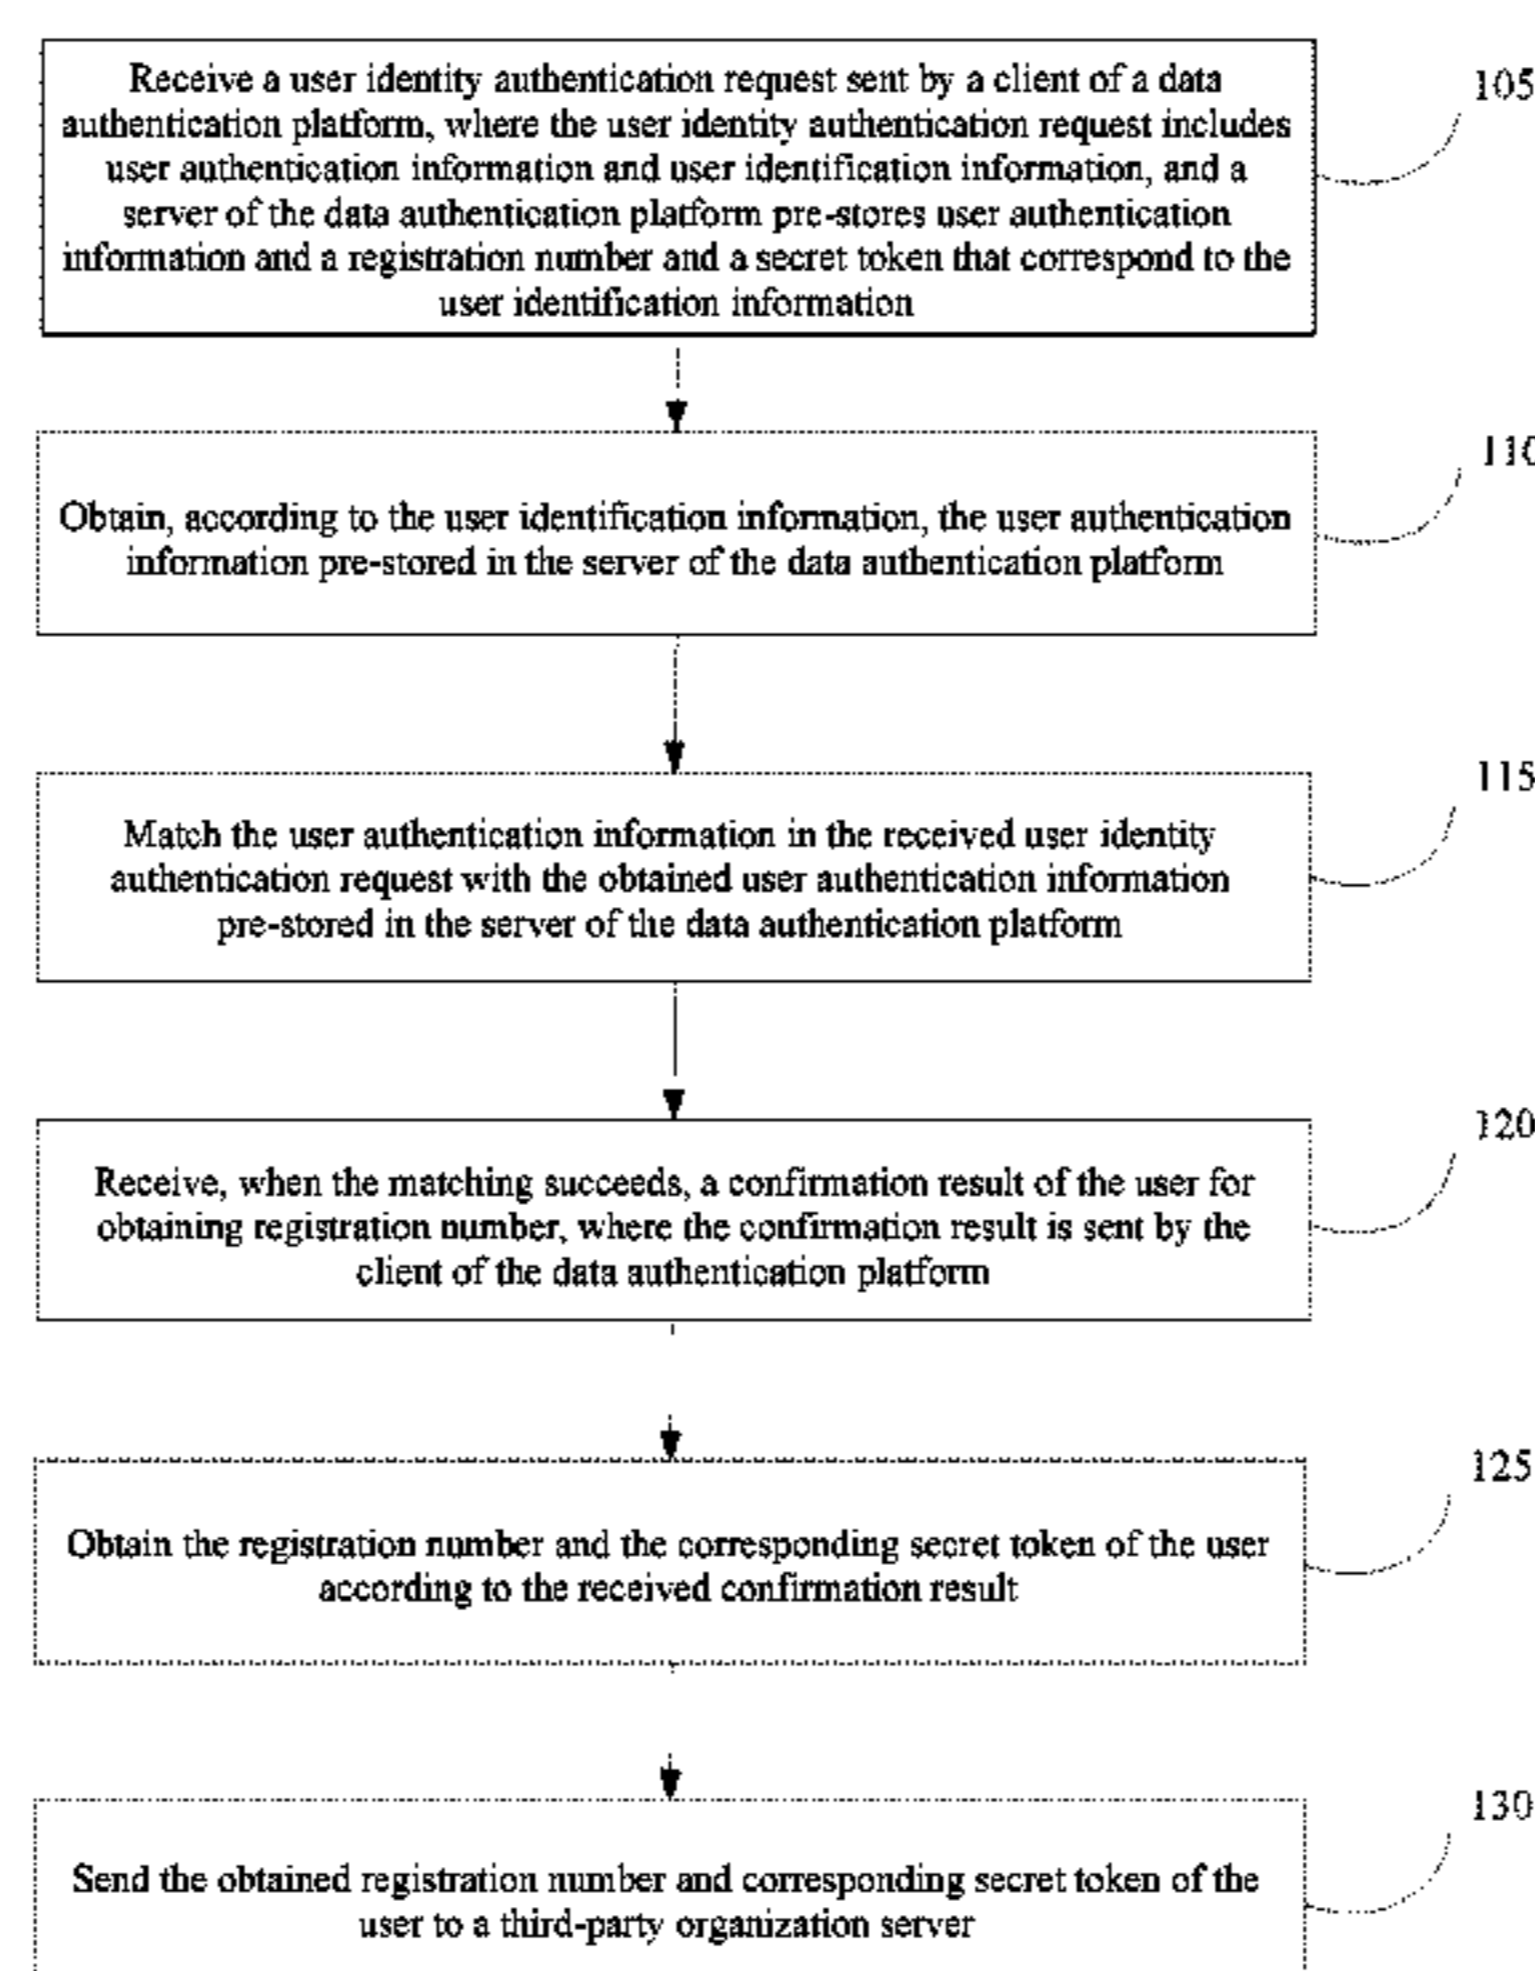 Receive a user identity authentication request sent by a client of a data
authentication platform, where the user identity authentication request includes
user authentication information and user identification information, and a
server of the data authentication platform pre-stores user authentication
information and a registration number and a secret token that correspond to the
user identification information
105
Obtain, according to the user identification information, the user authentication
information pre-stored in the server of the data authentication platform
110
Match the user authentication information in the received user identity
authentication request with the obtained user authentication information
pre-stored in the server of the data authentication platform
115
Receive, when the matching succeeds, a confirmation result of the user for
obtaining registration number, where the confirmation result is sent by the
client of the data authentication platform
120
Obtain the registration number and the corresponding secret token of the user
according to the received confirmation result
125
Send the obtained registration number and corresponding secret token of the
user to a third-party organization server
130